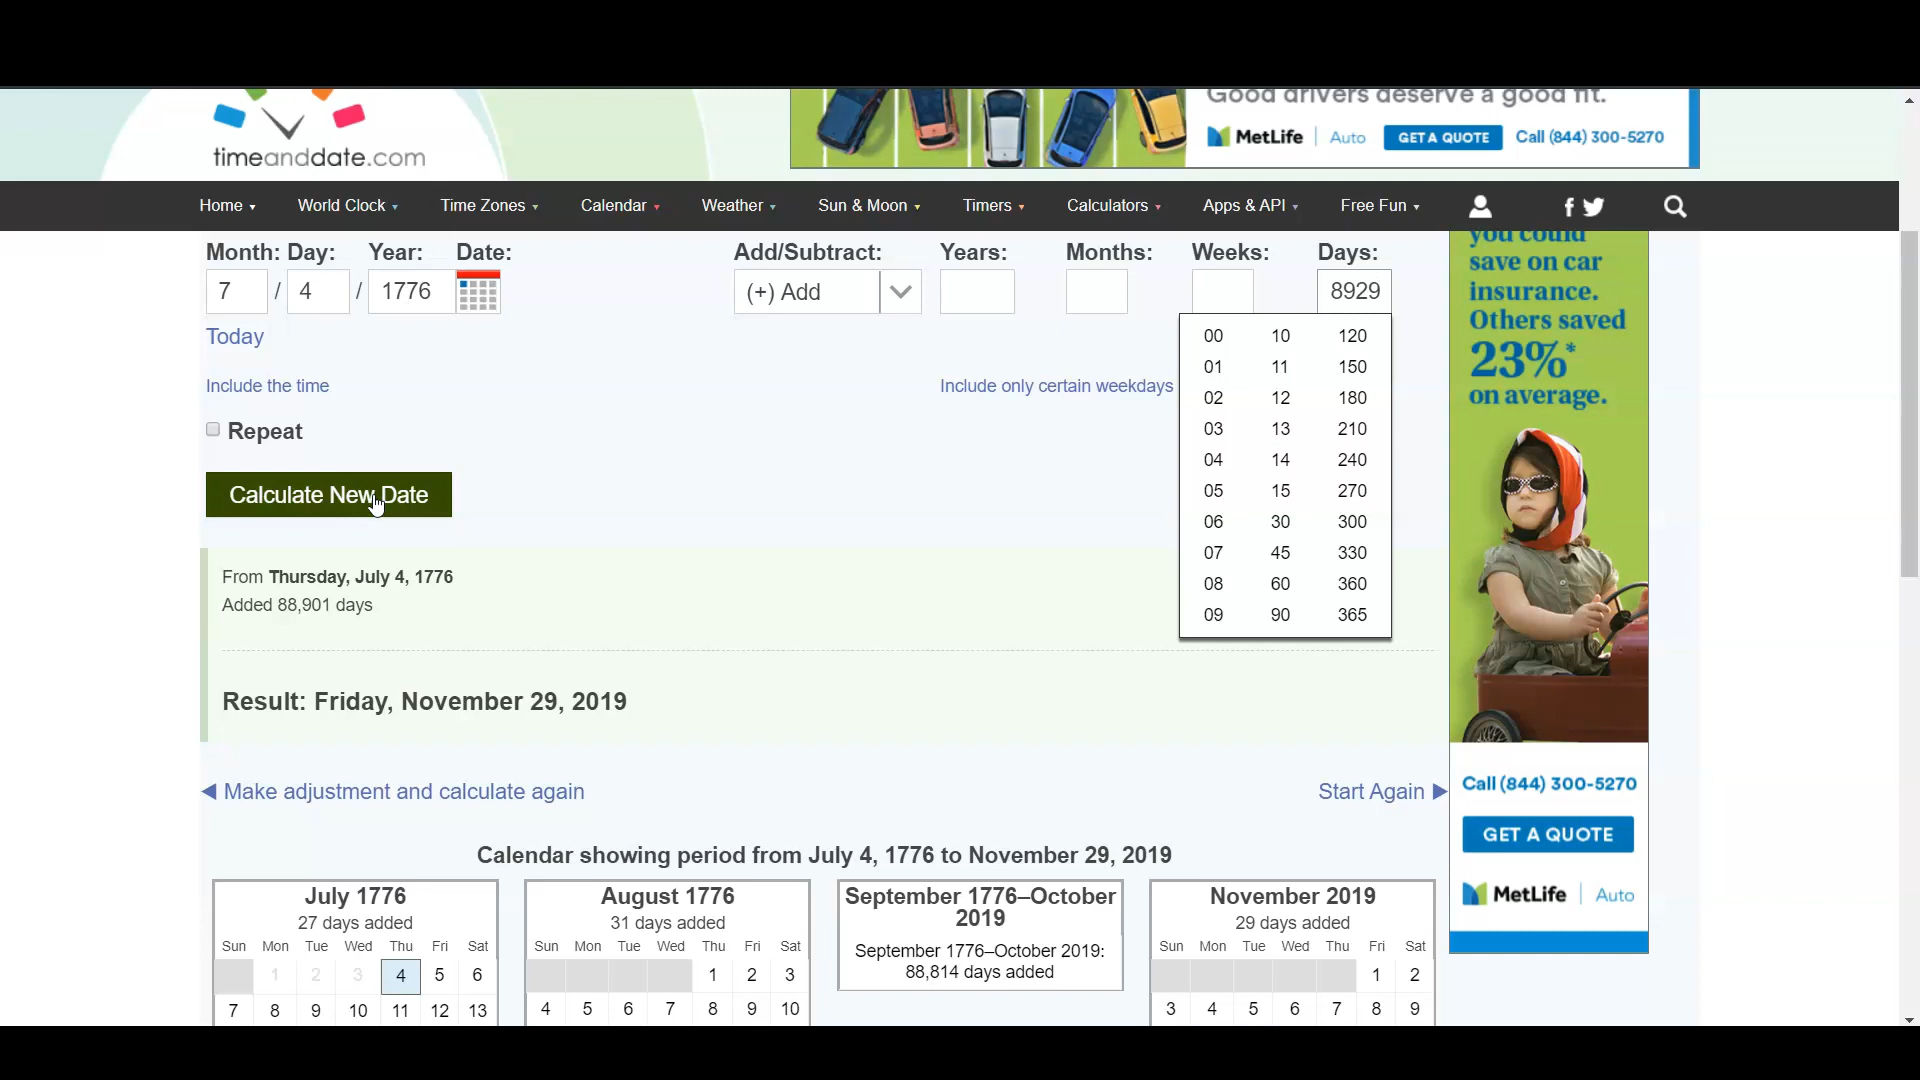 Good drivers deserve a good fit.
MetLife Auto GET A QUOTE Call (844) 300-5270
timeanddate.com
Home World Clock Time Zones Calendar Weather Sun & Moon Timers Calculators Apps & API Free Fun
Month: Day: Year: Date: Add/Subtract: Years: Months: Weeks: Days:
7 / 4 / 1776 (+) Add 8929
Today
Include the time
Include only certain weekdays
Repeat
Calculate New Date
00 10 120
01 11 150
02 12 180
03 13 210
04 14 240
05 15 270
06 30 300
07 45 330
08 60 360
09 90 365
you could
save on car
insurance.
Others saved
23%*
on average.
From Thursday, July 4, 1776
Added 88,901 days
Result: Friday, November 29, 2019
Make adjustment and calculate again
Start Again
Call (844) 300-5270
GET A QUOTE
MetLife Auto
Calendar showing period from July 4, 1776 to November 29, 2019
July 1776
27 days added
Sun Mon Tue Wed Thu Fri Sat
1 2 3 4 5 6
7 8 9 10 11 12 13
August 1776
31 days added
Sun Mon Tue Wed Thu Fri Sat
1 2 3
4 5 6 7 8 9 10
September 1776–October
2019
September 1776–October 2019:
88,814 days added
November 2019
29 days added
Sun Mon Tue Wed Thu Fri Sat
1 2
3 4 5 6 7 8 9